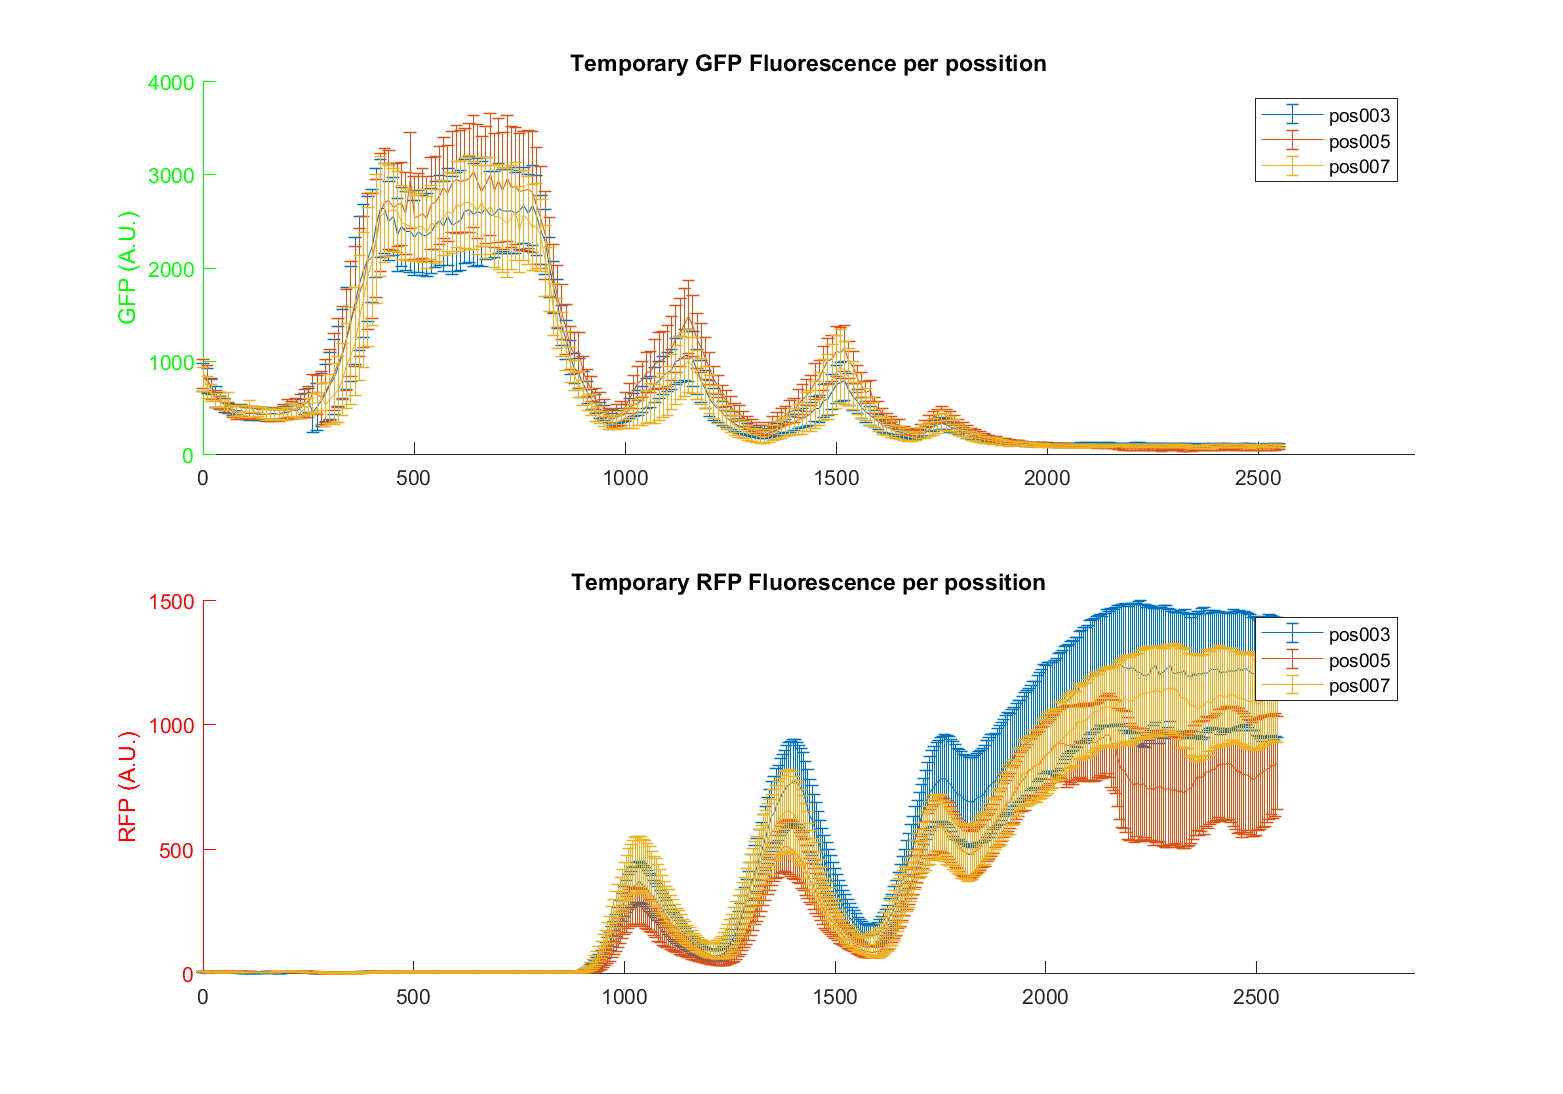 Temporary GFP Fluorescence per possition
4000
3000
2000
1000
0
GFP (A.U.)
0 500 1000 1500 2000 2500
pos003
pos005
pos007
Temporary RFP Fluorescence per possition
1500
1000
500
0
RFP (A.U.)
0 500 1000 1500 2000 2500
pos003
pos005
pos007